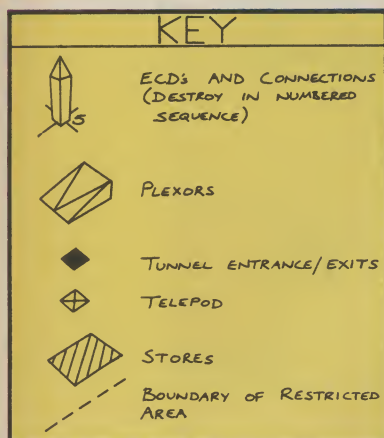 KEY
ECD's AND CONNECTIONS
(DESTROY IN NUMBERED
SEQUENCE)
5
PLEXORS
TUNNEL ENTRANCE/EXITS
TELEPOD
STORES
BOUNDARY OF RESTRICTED
AREA